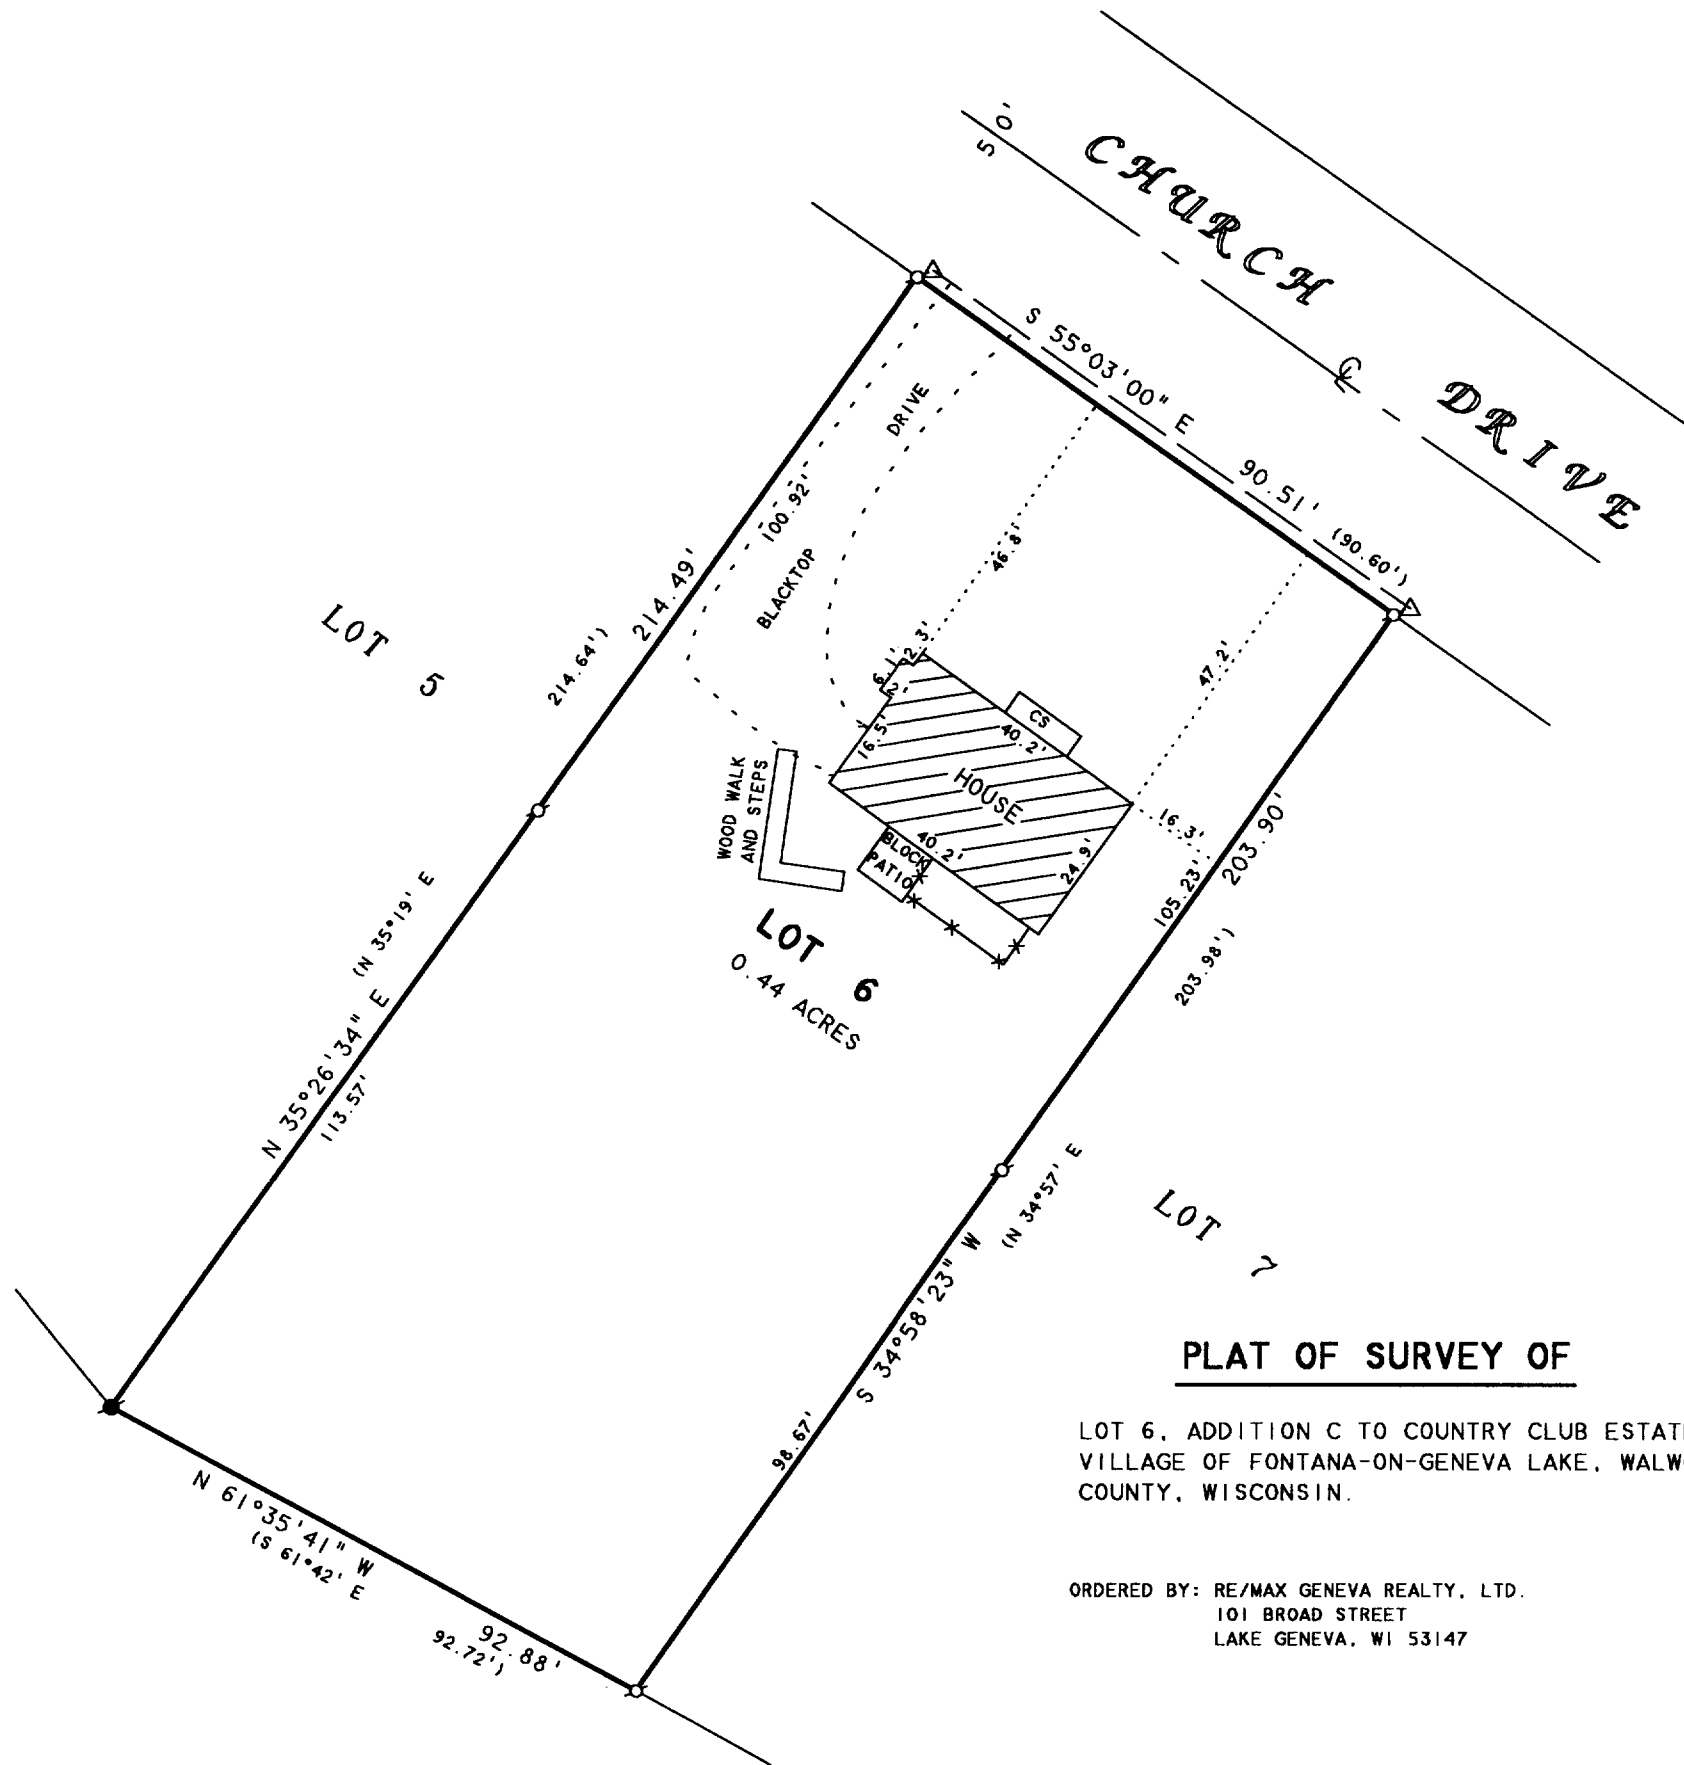 50'
CHURCH DRIVE
℄
S 55°03'00" E
90.51' (90.60')
DRIVE
BLACKTOP
100.92'
214.49'
(214.64')
LOT 5
46.8'
47.2'
2.3'
6.1'
6.2'
16.5'
CS
40.2'
HOUSE
40.2'
24.9'
16.3'
WOOD WALK
AND STEPS
BLOCK
PATIO
203.90'
105.23'
203.98')
LOT 6
0.44 ACRES
(N 35°19' E
N 35°26'34" E
113.57'
(N 34°57' E
S 34°58'23" W
98.67'
LOT 7
N 61°35'41" W
(S 61°42' E
92.88'
92.72')
PLAT OF SURVEY OF
LOT 6, ADDITION C TO COUNTRY CLUB ESTAT
VILLAGE OF FONTANA-ON-GENEVA LAKE, WALW
COUNTY, WISCONSIN.
ORDERED BY: RE/MAX GENEVA REALTY, LTD.
101 BROAD STREET
LAKE GENEVA, WI 53147